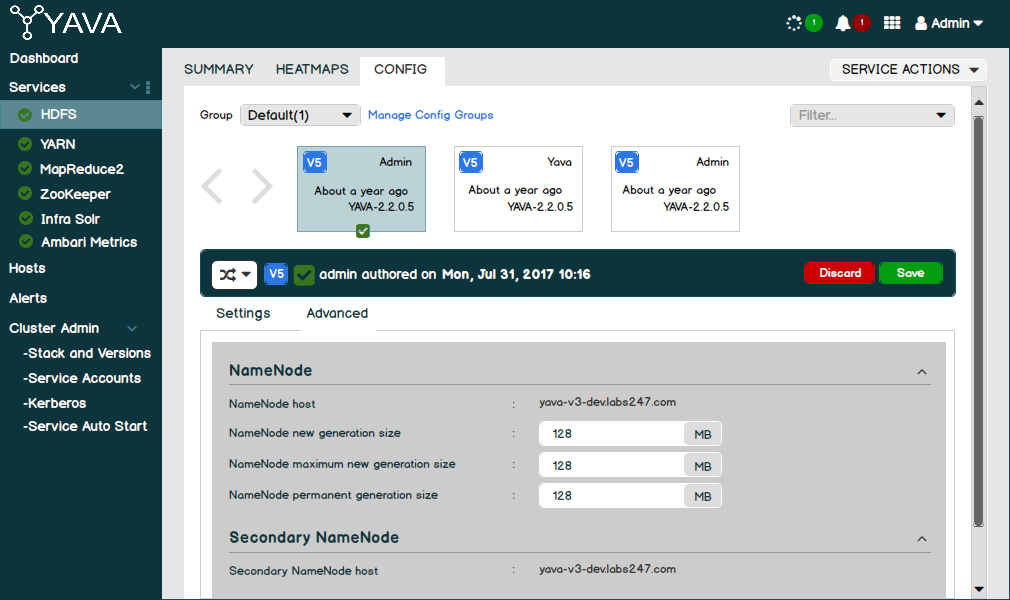 YAVA
1
1
Admin
Dashboard
Services
HDFS
YARN
MapReduce2
ZooKeeper
Infra Solr
Ambari Metrics
Hosts
Alerts
Cluster Admin
-Stack and Versions
-Service Accounts
-Kerberos
-Service Auto Start
SUMMARY HEATMAPS CONFIG
SERVICE ACTIONS
Group Default(1) Manage Config Groups
Filter...
V5 Admin
About a year ago
YAVA-2.2.0.5
V5 Yava
About a year ago
YAVA-2.2.0.5
V5 Admin
About a year ago
YAVA-2.2.0.5
V5 admin authored on Mon, Jul 31, 2017 10:16
Discard Save
Settings Advanced
NameNode
NameNode host : yava-v3-dev.labs247.com
NameNode new generation size : 128 MB
NameNode maximum new generation size : 128 MB
NameNode permanent generation size : 128 MB
Secondary NameNode
Secondary NameNode host : yava-v3-dev.labs247.com